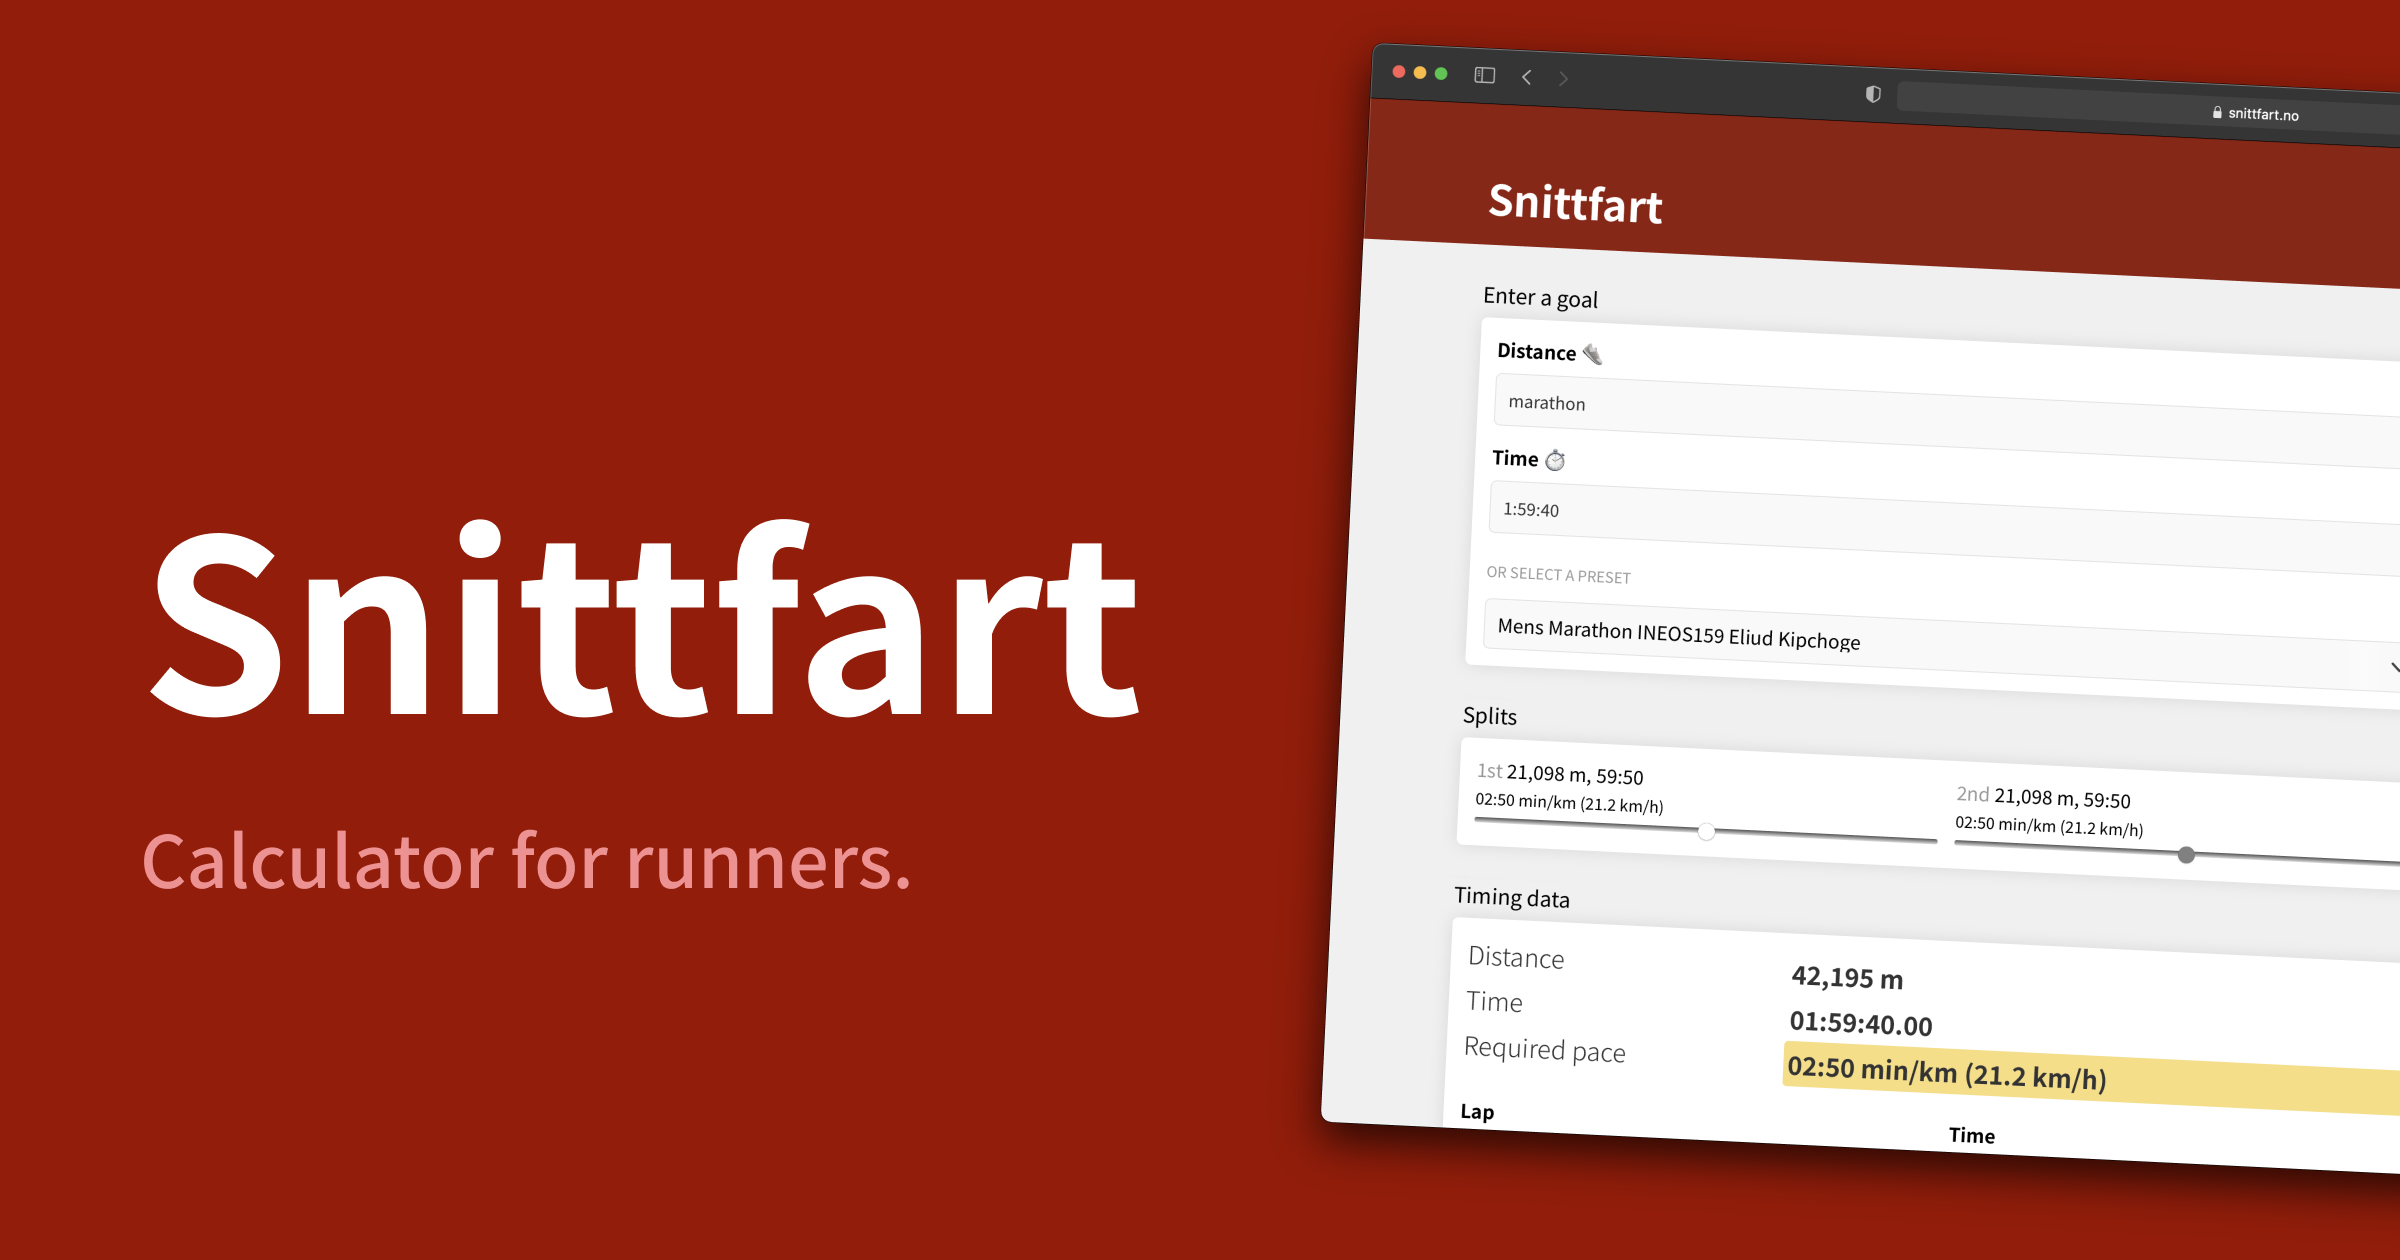 Snittfart
Calculator for runners.
snittfart.no
Snittfart
Enter a goal
Distance
marathon
Time
1:59:40
OR SELECT A PRESET
Mens Marathon INEOS159 Eliud Kipchoge
Splits
1st 21,098 m, 59:50
02:50 min/km (21.2 km/h)
2nd 21,098 m, 59:50
02:50 min/km (21.2 km/h)
Timing data
Distance 42,195 m
Time 01:59:40.00
Required pace 02:50 min/km (21.2 km/h)
Lap Time